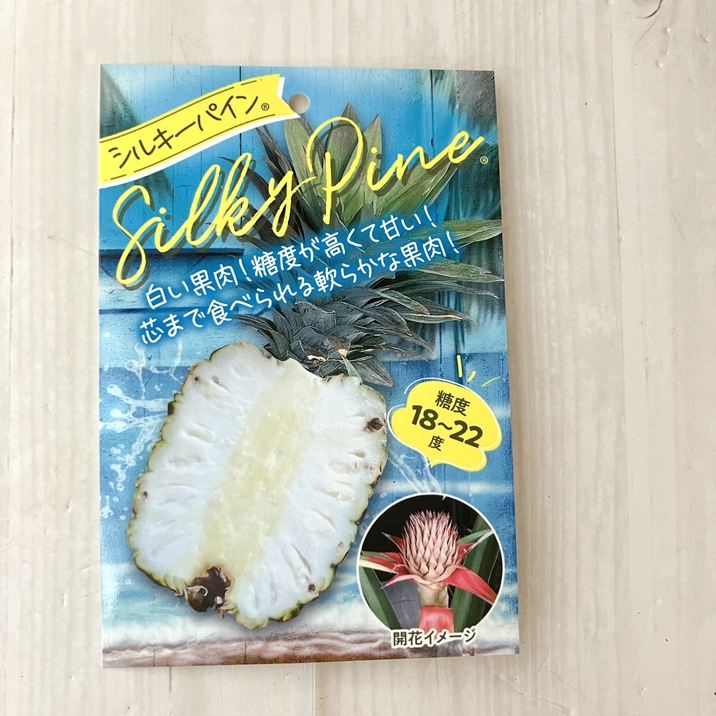 シルキーパイン®
Silky Pine®
白い果肉！糖度が高くて甘い！
芯まで食べられる軟らかな果肉！
糖度
18~22
度
開花イメージ